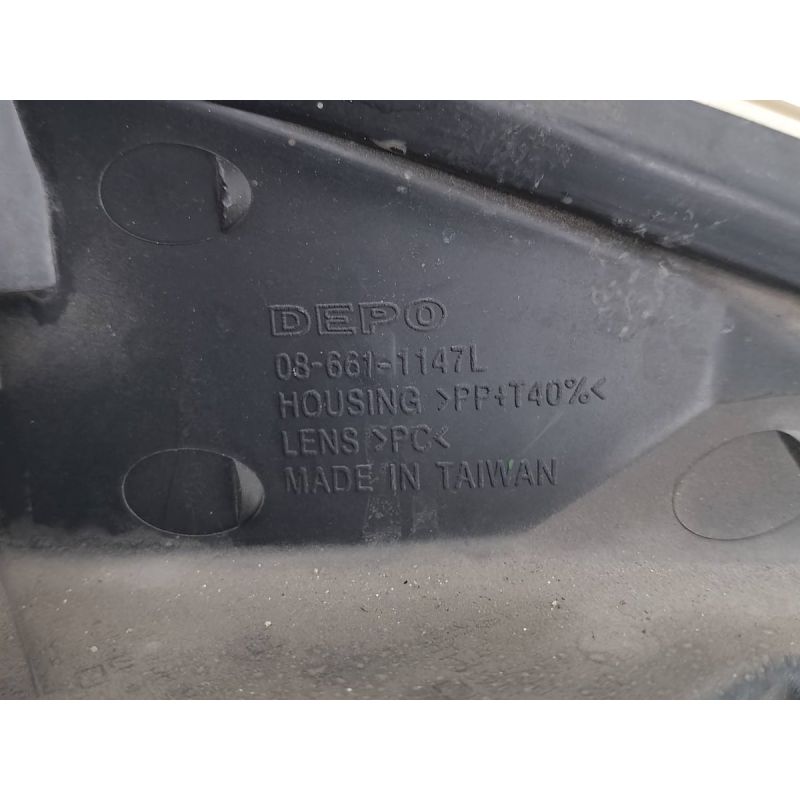 DEPO
08-661-1147L
HOUSING >PP+T40%<
LENS >PC<
MADE IN TAIWAN